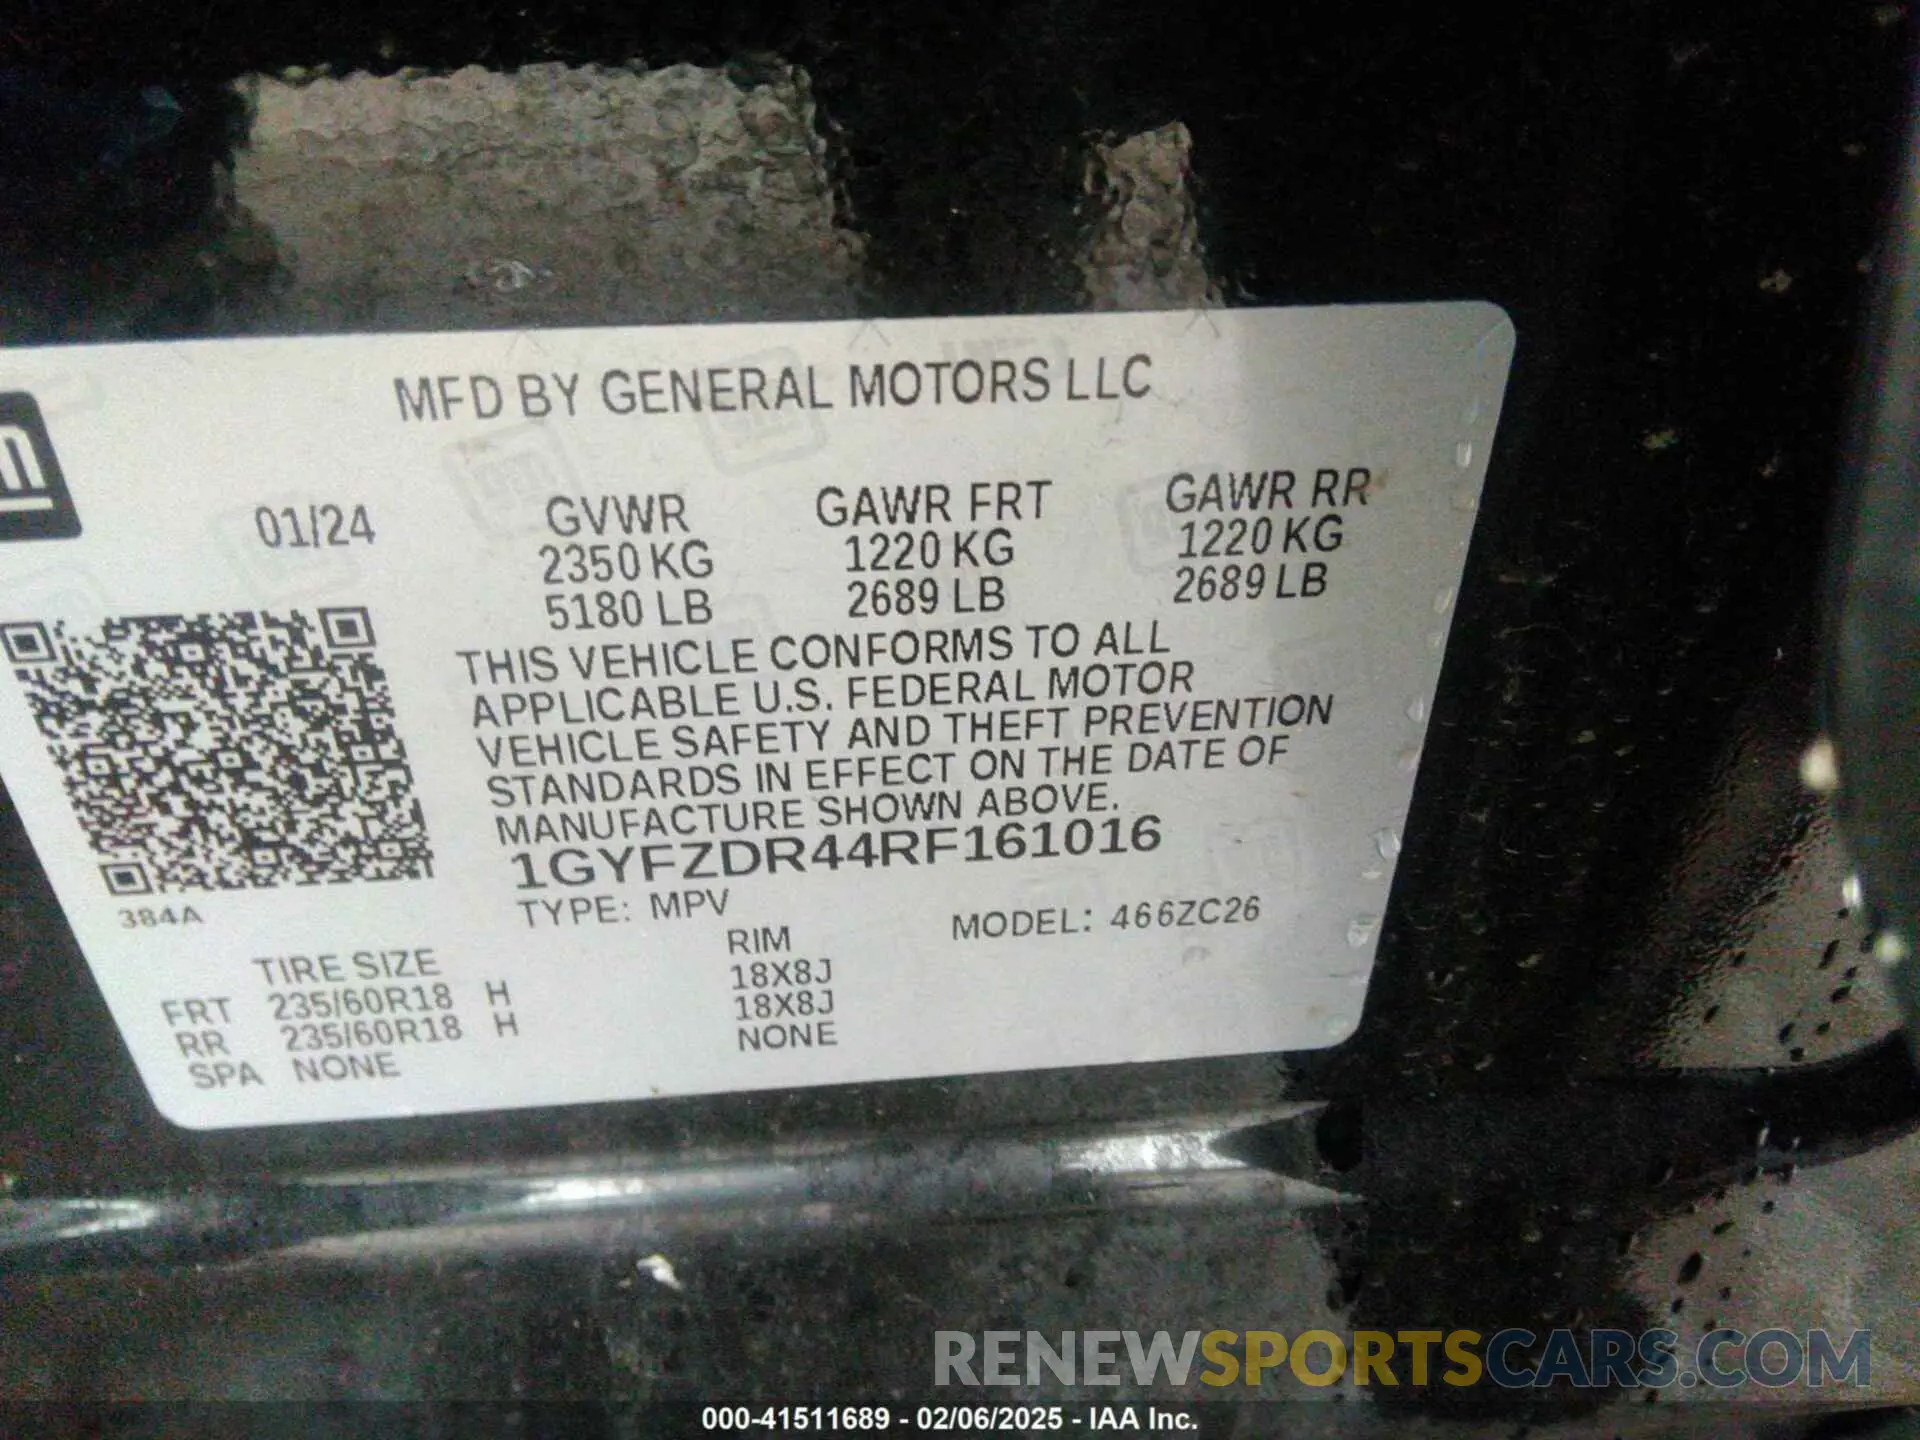 MFD BY GENERAL MOTORS LLC
01/24 GVWR GAWR FRT GAWR RR
2350 KG 1220 KG 1220 KG
5180 LB 2689 LB 2689 LB
THIS VEHICLE CONFORMS TO ALL
APPLICABLE U.S. FEDERAL MOTOR
VEHICLE SAFETY AND THEFT PREVENTION
STANDARDS IN EFFECT ON THE DATE OF
MANUFACTURE SHOWN ABOVE.
1GYFZDR44RF161016
384A TYPE: MPV MODEL: 466ZC26
TIRE SIZE RIM
FRT 235/60R18 H 18X8J
RR 235/60R18 H 18X8J
SPA NONE NONE
RENEWSPORTSCARS.COM
000-41511689 - 02/06/2025 - IAA Inc.